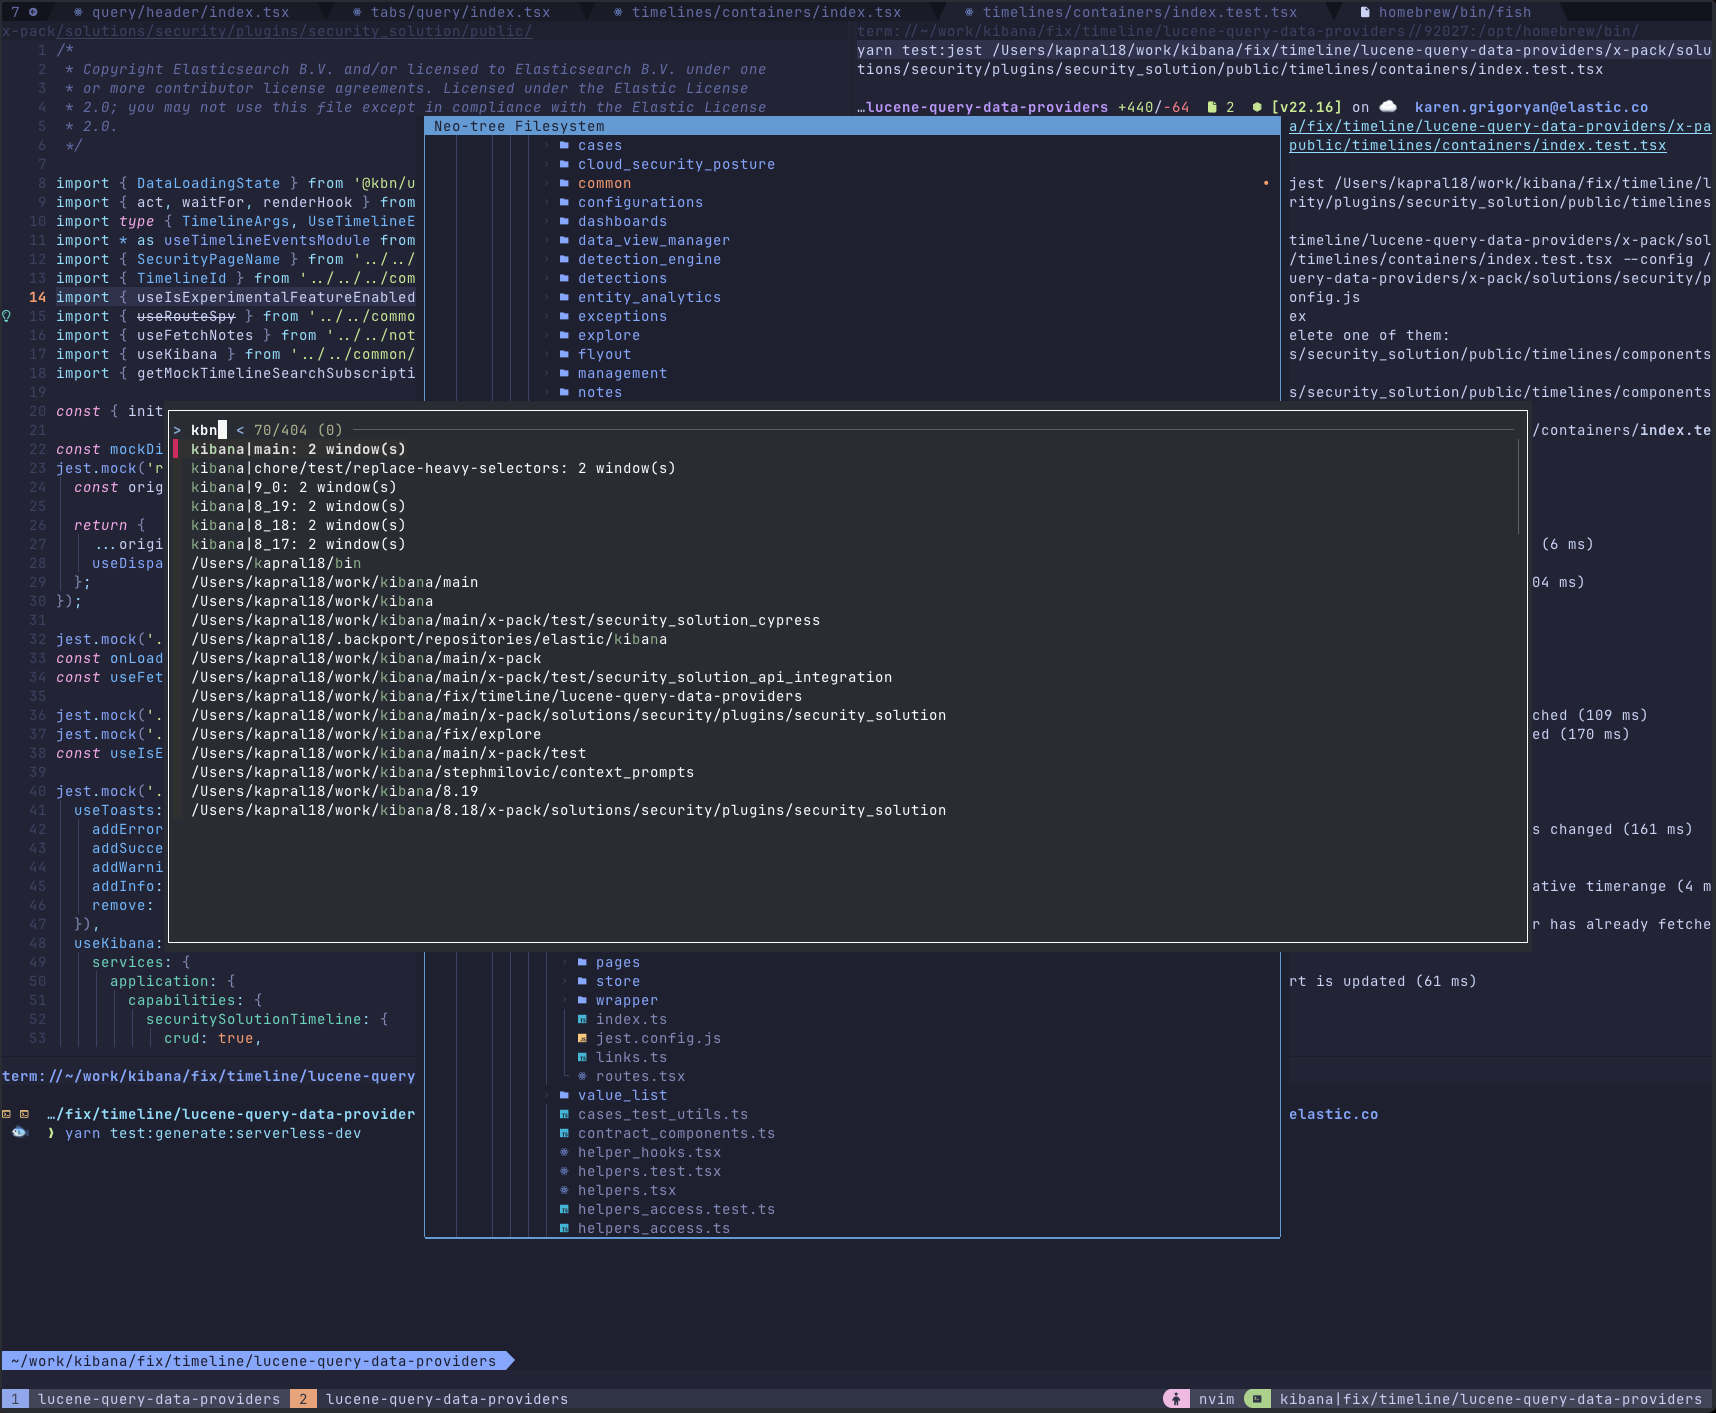 7 query/header/index.tsx tabs/query/index.tsx timelines/containers/index.tsx timelines/containers/index.test.tsx homebrew/bin/fish
x-pack/solutions/security/plugins/security_solution/public/
1 /*
2 * Copyright Elasticsearch B.V. and/or licensed to Elasticsearch B.V. under one
3 * or more contributor license agreements. Licensed under the Elastic License
4 * 2.0; you may not use this file except in compliance with the Elastic License
5 * 2.0.
6 */
7
8 import { DataLoadingState } from '@kbn/u
9 import { act, waitFor, renderHook } from
10 import type { TimelineArgs, UseTimelineE
11 import * as useTimelineEventsModule from
12 import { SecurityPageName } from '../../
13 import { TimelineId } from '../../../com
14 import { useIsExperimentalFeatureEnabled
15 import { useRouteSpy } from '../../commo
16 import { useFetchNotes } from '../../not
17 import { useKibana } from '../../common/
18 import { getMockTimelineSearchSubscripti
19
20 const { init
21
22 const mockDi
23 jest.mock('r
24 const orig
25
26 return {
27 ...origi
28 useDispa
29 };
30 });
31
32 jest.mock('.
33 const onLoad
34 const useFet
35
36 jest.mock('.
37 jest.mock('.
38 const useIsE
39
40 jest.mock('.
41 useToasts:
42 addError
43 addSucce
44 addWarni
45 addInfo:
46 remove:
47 }),
48 useKibana:
49 services: {
50 application: {
51 capabilities: {
52 securitySolutionTimeline: {
53 crud: true,
term://~/work/kibana/fix/timeline/lucene-query
…/fix/timeline/lucene-query-data-provider
❱ yarn test:generate:serverless-dev
term://~/work/kibana/fix/timeline/lucene-query-data-providers//92027:/opt/homebrew/bin/
yarn test:jest /Users/kapral18/work/kibana/fix/timeline/lucene-query-data-providers/x-pack/solu
tions/security/plugins/security_solution/public/timelines/containers/index.test.tsx
…lucene-query-data-providers +440/-64 2 [v22.16] on karen.grigoryan@elastic.co
a/fix/timeline/lucene-query-data-providers/x-pa
public/timelines/containers/index.test.tsx
jest /Users/kapral18/work/kibana/fix/timeline/l
rity/plugins/security_solution/public/timelines
timeline/lucene-query-data-providers/x-pack/sol
/timelines/containers/index.test.tsx --config /
uery-data-providers/x-pack/solutions/security/p
onfig.js
ex
elete one of them:
s/security_solution/public/timelines/components
s/security_solution/public/timelines/components
/containers/index.te
(6 ms)
04 ms)
ched (109 ms)
ed (170 ms)
s changed (161 ms)
ative timerange (4 m
r has already fetche
rt is updated (61 ms)
elastic.co
Neo-tree Filesystem
cases
cloud_security_posture
common
configurations
dashboards
data_view_manager
detection_engine
detections
entity_analytics
exceptions
explore
flyout
management
notes
> kbn < 70/404 (0)
kibana|main: 2 window(s)
kibana|chore/test/replace-heavy-selectors: 2 window(s)
kibana|9_0: 2 window(s)
kibana|8_19: 2 window(s)
kibana|8_18: 2 window(s)
kibana|8_17: 2 window(s)
/Users/kapral18/bin
/Users/kapral18/work/kibana/main
/Users/kapral18/work/kibana
/Users/kapral18/work/kibana/main/x-pack/test/security_solution_cypress
/Users/kapral18/.backport/repositories/elastic/kibana
/Users/kapral18/work/kibana/main/x-pack
/Users/kapral18/work/kibana/main/x-pack/test/security_solution_api_integration
/Users/kapral18/work/kibana/fix/timeline/lucene-query-data-providers
/Users/kapral18/work/kibana/main/x-pack/solutions/security/plugins/security_solution
/Users/kapral18/work/kibana/fix/explore
/Users/kapral18/work/kibana/main/x-pack/test
/Users/kapral18/work/kibana/stephmilovic/context_prompts
/Users/kapral18/work/kibana/8.19
/Users/kapral18/work/kibana/8.18/x-pack/solutions/security/plugins/security_solution
pages
store
wrapper
index.ts
jest.config.js
links.ts
routes.tsx
value_list
cases_test_utils.ts
contract_components.ts
helper_hooks.tsx
helpers.test.tsx
helpers.tsx
helpers_access.test.ts
helpers_access.ts
~/work/kibana/fix/timeline/lucene-query-data-providers
1 lucene-query-data-providers 2 lucene-query-data-providers nvim kibana|fix/timeline/lucene-query-data-providers